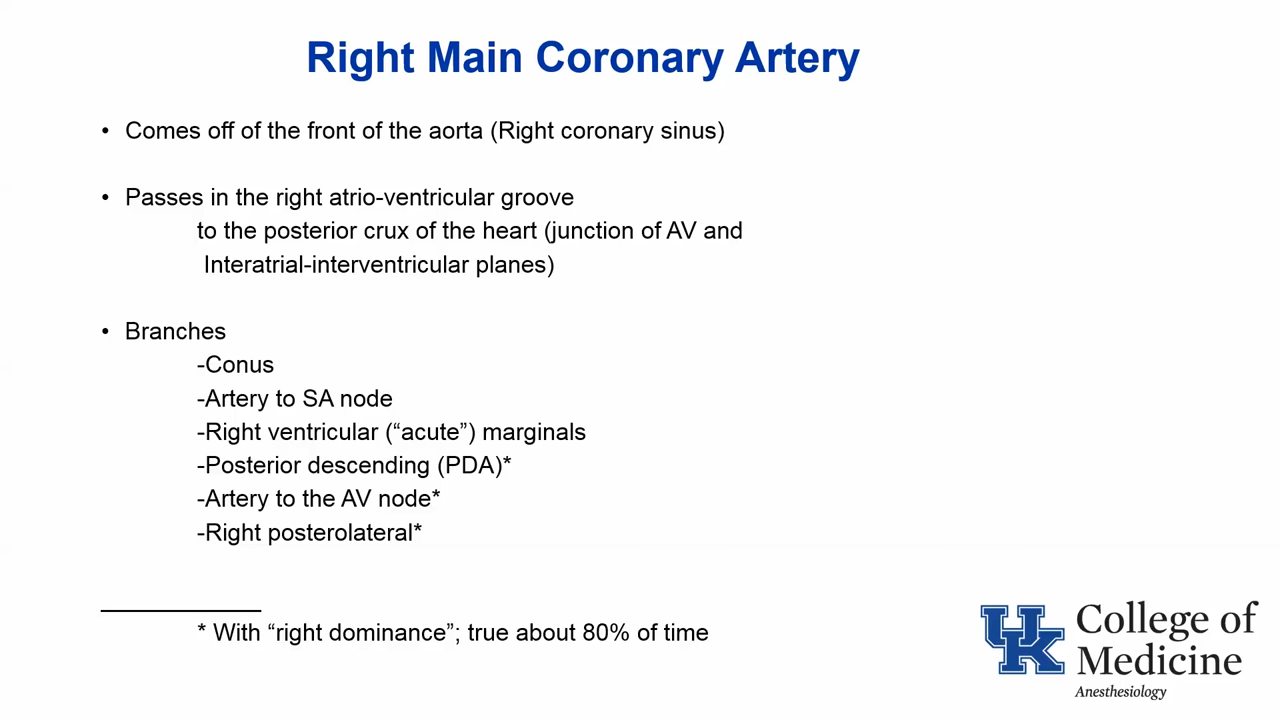 Right Main Coronary Artery
• Comes off of the front of the aorta (Right coronary sinus)
• Passes in the right atrio-ventricular groove
to the posterior crux of the heart (junction of AV and
Interatrial-interventricular planes)
• Branches
-Conus
-Artery to SA node
-Right ventricular (“acute”) marginals
-Posterior descending (PDA)*
-Artery to the AV node*
-Right posterolateral*
* With “right dominance”; true about 80% of time
UK
College of
Medicine
Anesthesiology